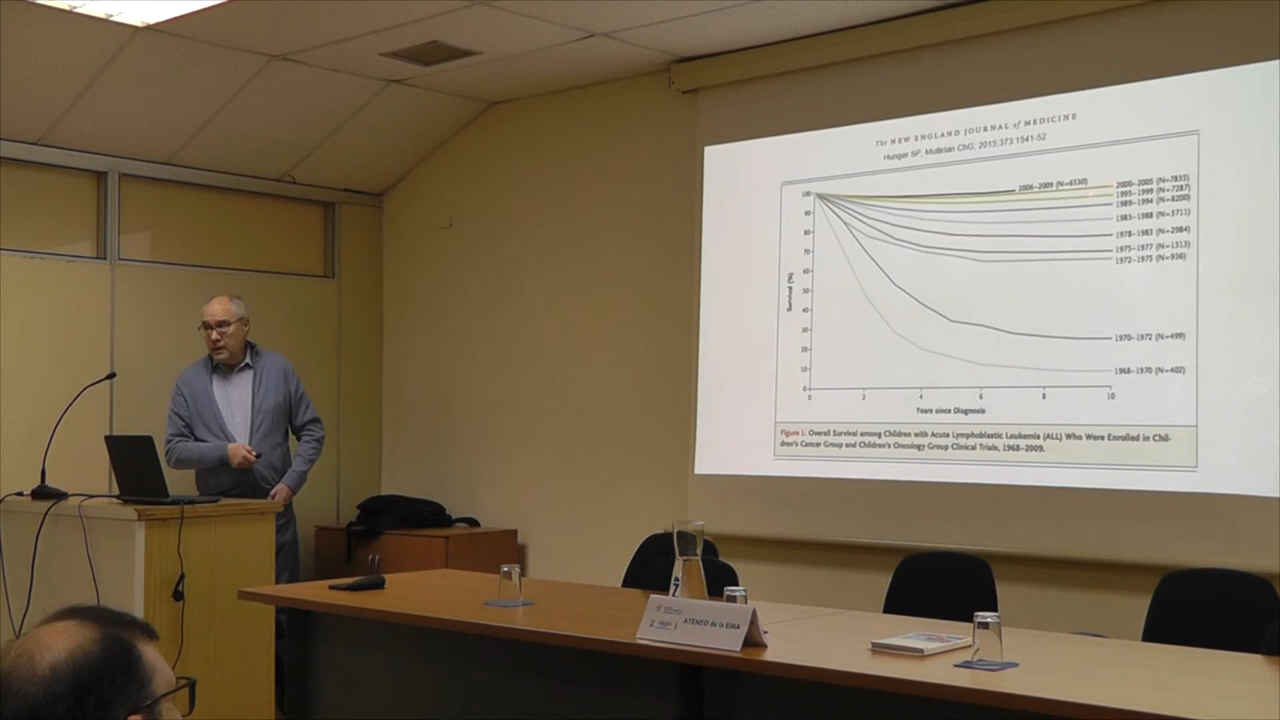 The NEW ENGLAND JOURNAL of MEDICINE
Hunger SP, Mullirian ChG; 2015;373:1541-52
100
90
80
70
60
50
40
30
20
10
0
Survival (%)
2006–2009 (N=6530)
2000–2005 (N=7835)
1995–1999 (N=7287)
1989–1994 (N=8200)
1983–1988 (N=3711)
1978–1983 (N=2984)
1975–1977 (N=1313)
1972–1975 (N=936)
1970–1972 (N=499)
1968–1970 (N=402)
0 2 4 6 8 10
Years since Diagnosis
Figure 1. Overall Survival among Children with Acute Lymphoblastic Leukemia (ALL) Who Were Enrolled in Chil-
dren's Cancer Group and Children's Oncology Group Clinical Trials, 1968–2009.
ATENEO de la EINA